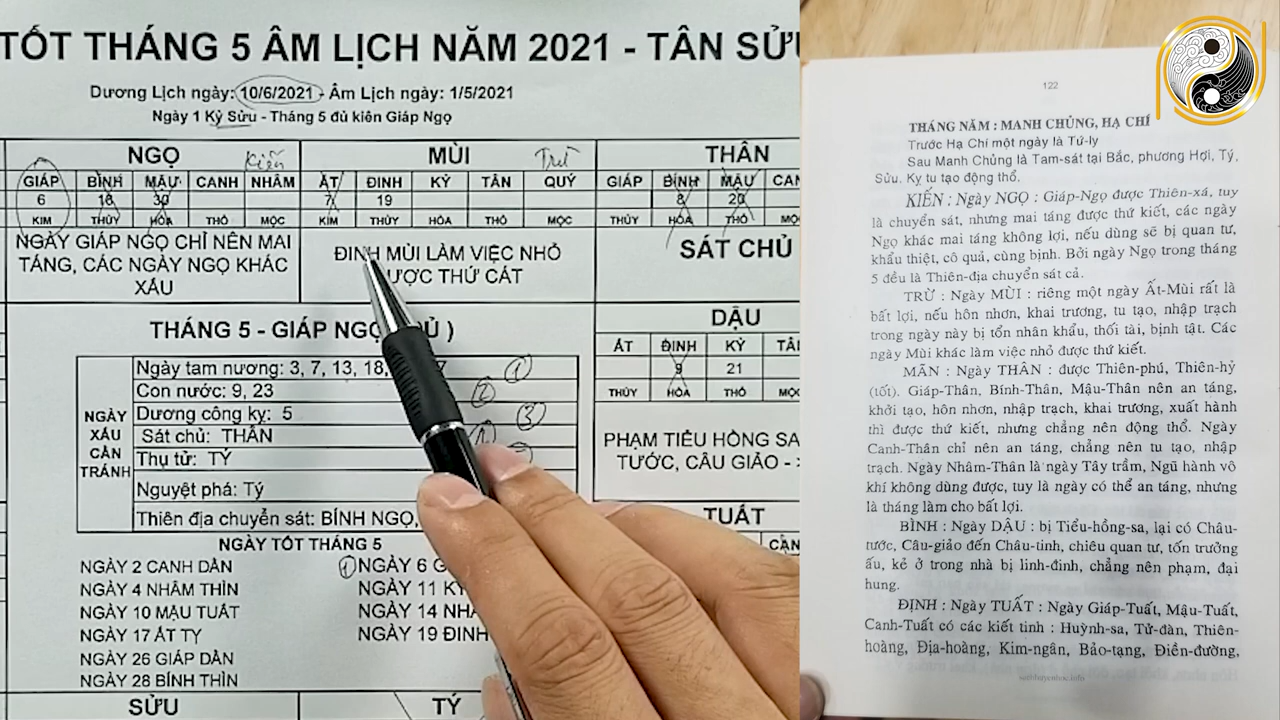 TỐT THÁNG 5 ÂM LỊCH NĂM 2021 - TÂN SỬU
Dương Lịch ngày: 10/6/2021 - Âm Lịch ngày: 1/5/2021
Ngày 1 Kỷ Sửu - Tháng 5 đủ kiên Giáp Ngọ
NGỌ Kiến MÙI Trừ THÂN
GIÁP BÌNH MẬU CANH NHÂM ẤT ĐINH KỶ TÂN QUÝ GIÁP BÌNH MẬU
6 18 30 7 19 8 20
KIM THỦY HỎA THỔ MỘC KIM THỦY HỎA THỔ MỘC THỦY HỎA THỔ
NGÀY GIÁP NGỌ CHỈ NÊN MAI
TÁNG, CÁC NGÀY NGỌ KHÁC
XẤU
ĐINH MÙI LÀM VIỆC NHỎ
ĐƯỢC THỨ CÁT
SÁT CHỦ
THÁNG 5 - GIÁP NGỌ
NGÀY
XẤU
CẦN
TRÁNH
Ngày tam nương: 3, 7, 13, 18,
Con nước: 9, 23
Dương công kỵ: 5
Sát chủ: THÂN
Thụ tử: TÝ
Nguyệt phá: Tý
Thiên địa chuyển sát: BÍNH NGỌ,
DẬU
ẤT ĐINH KỶ
9 21
THỦY HỎA THỔ
PHẠM TIỂU HỒNG SA
TƯỚC, CÂU GIẢO -
TUẤT
NGÀY TỐT THÁNG 5
NGÀY 2 CANH DẦN
NGÀY 4 NHÂM THÌN
NGÀY 10 MẬU TUẤT
NGÀY 17 ẤT TỴ
NGÀY 26 GIÁP DẦN
NGÀY 28 BÍNH THÌN
① NGÀY 6
NGÀY 11
NGÀY 14
NGÀY 19 ĐINH
SỬU TÝ
122
THÁNG NĂM : MANH CHỦNG, HẠ CHÍ
Trước Hạ Chí một ngày là Tứ-ly
Sau Manh Chủng là Tam-sát tại Bắc, phương Hợi, Tý,
Sửu. Kỵ tu tạo động thổ.
KIẾN : Ngày NGỌ : Giáp-Ngọ được Thiên-xá, tuy
là chuyển sát, nhưng mai táng được thứ kiết, các ngày
Ngọ khác mai táng không lợi, nếu dùng sẽ bị quan tư,
khẩu thiệt, cô quả, cùng bịnh. Bởi ngày Ngọ trong tháng
5 đều là Thiên-địa chuyển sát cả.
TRỪ : Ngày MÙI : riêng một ngày Ất-Mùi rất là
bất lợi, nếu hôn nhơn, khai trương, tu tạo, nhập trạch
trong ngày này bị tổn nhân khẩu, thối tài, bịnh tật. Các
ngày Mùi khác làm việc nhỏ được thứ kiết.
MÃN : Ngày THÂN : được Thiên-phú, Thiên-hỷ
(tốt). Giáp-Thân, Bính-Thân, Mậu-Thân nên an táng,
khởi tạo, hôn nhơn, nhập trạch, khai trương, xuất hành
thì được thứ kiết, nhưng chẳng nên động thổ. Ngày
Canh-Thân chỉ nên an táng, chẳng nên tu tạo, nhập
trạch. Ngày Nhâm-Thân là ngày Tây trầm, Ngũ hành vô
khí không dùng được, tuy là ngày có thể an táng, nhưng
là tháng làm cho bất lợi.
BÌNH : Ngày DẬU : bị Tiểu-hồng-sa, lại có Châu-
tước, Câu-giảo đến Châu-tinh, chiêu quan tư, tổn trưởng
ấu, kẻ ở trong nhà bị linh-đinh, chẳng nên phạm, đại
hung.
ĐỊNH : Ngày TUẤT : Ngày Giáp-Tuất, Mậu-Tuất,
Canh-Tuất có các kiết tinh : Huỳnh-sa, Tử-đàn, Thiên-
hoàng, Địa-hoàng, Kim-ngân, Bảo-tạng, Điền-đường,